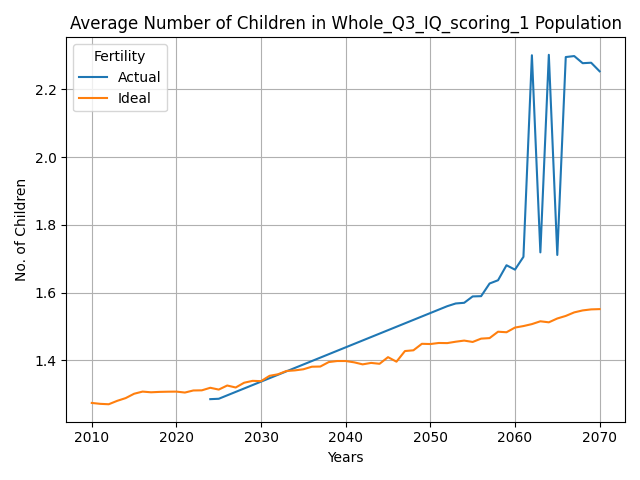 Average Number of Children in Whole_Q3_IQ_scoring_1 Population
Fertility
Actual
Ideal
No. of Children
2.2
2.0
1.8
1.6
1.4
2010 2020 2030 2040 2050 2060 2070
Years